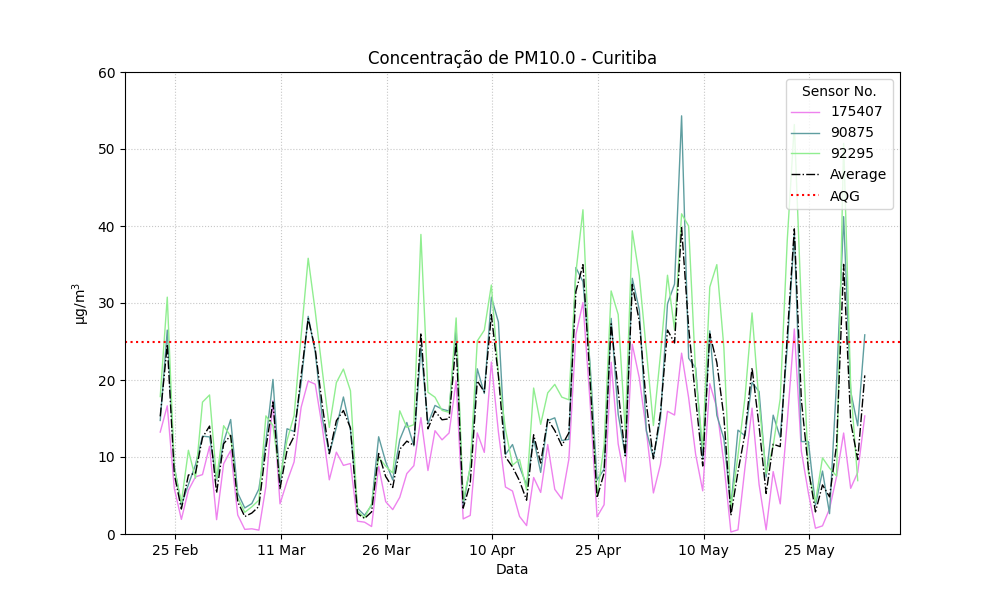 Concentração de PM10.0 - Curitiba
60
50
40
30
20
10
0
µg/m³
25 Feb
11 Mar
26 Mar
10 Apr
25 Apr
10 May
25 May
Data
Sensor No.
175407
90875
92295
Average
AQG